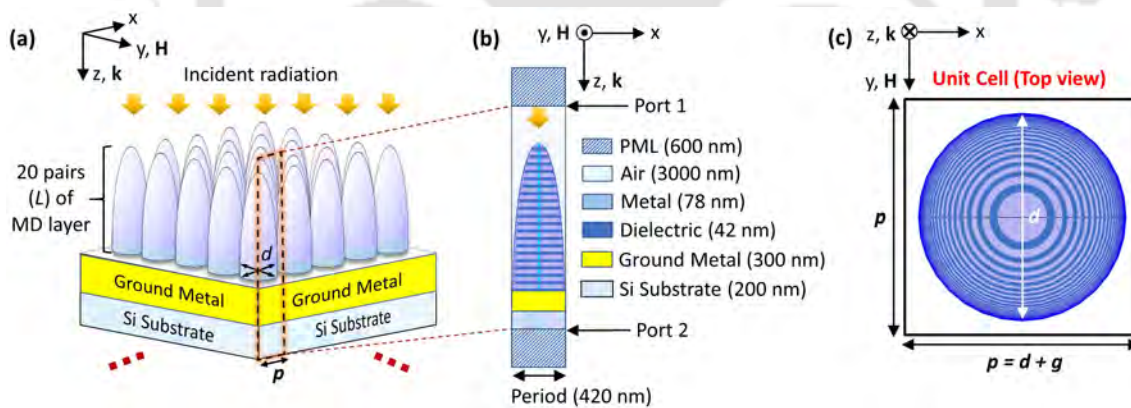 (a)
x
y, H
z, k
Incident radiation
20 pairs
(L) of
MD layer
d
Ground Metal
Ground Metal
Si Substrate
Si Substrate
p
(b)
y, H
x
z, k
Port 1
PML (600 nm)
Air (3000 nm)
Metal (78 nm)
Dielectric (42 nm)
Ground Metal (300 nm)
Si Substrate (200 nm)
Port 2
Period (420 nm)
(c)
z, k
x
y, H
Unit Cell (Top view)
p
d
p = d + g